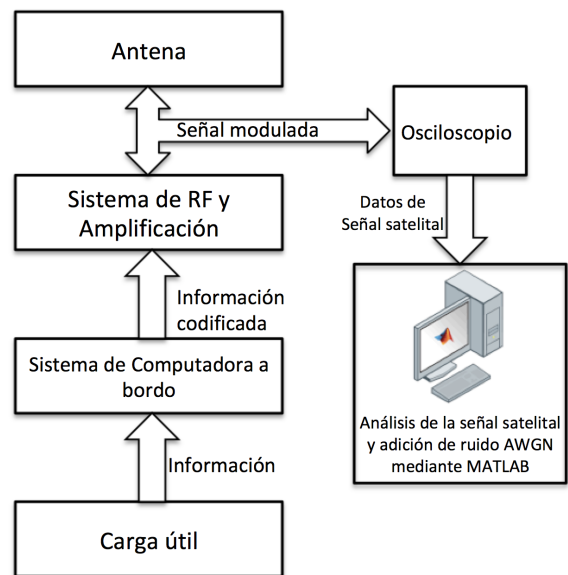 Antena
Señal modulada
Osciloscopio
Sistema de RF y
Amplificación
Datos de
Señal satelital
Información
codificada
Sistema de Computadora a
bordo
Análisis de la señal satelital
y adición de ruido AWGN
mediante MATLAB
Información
Carga útil